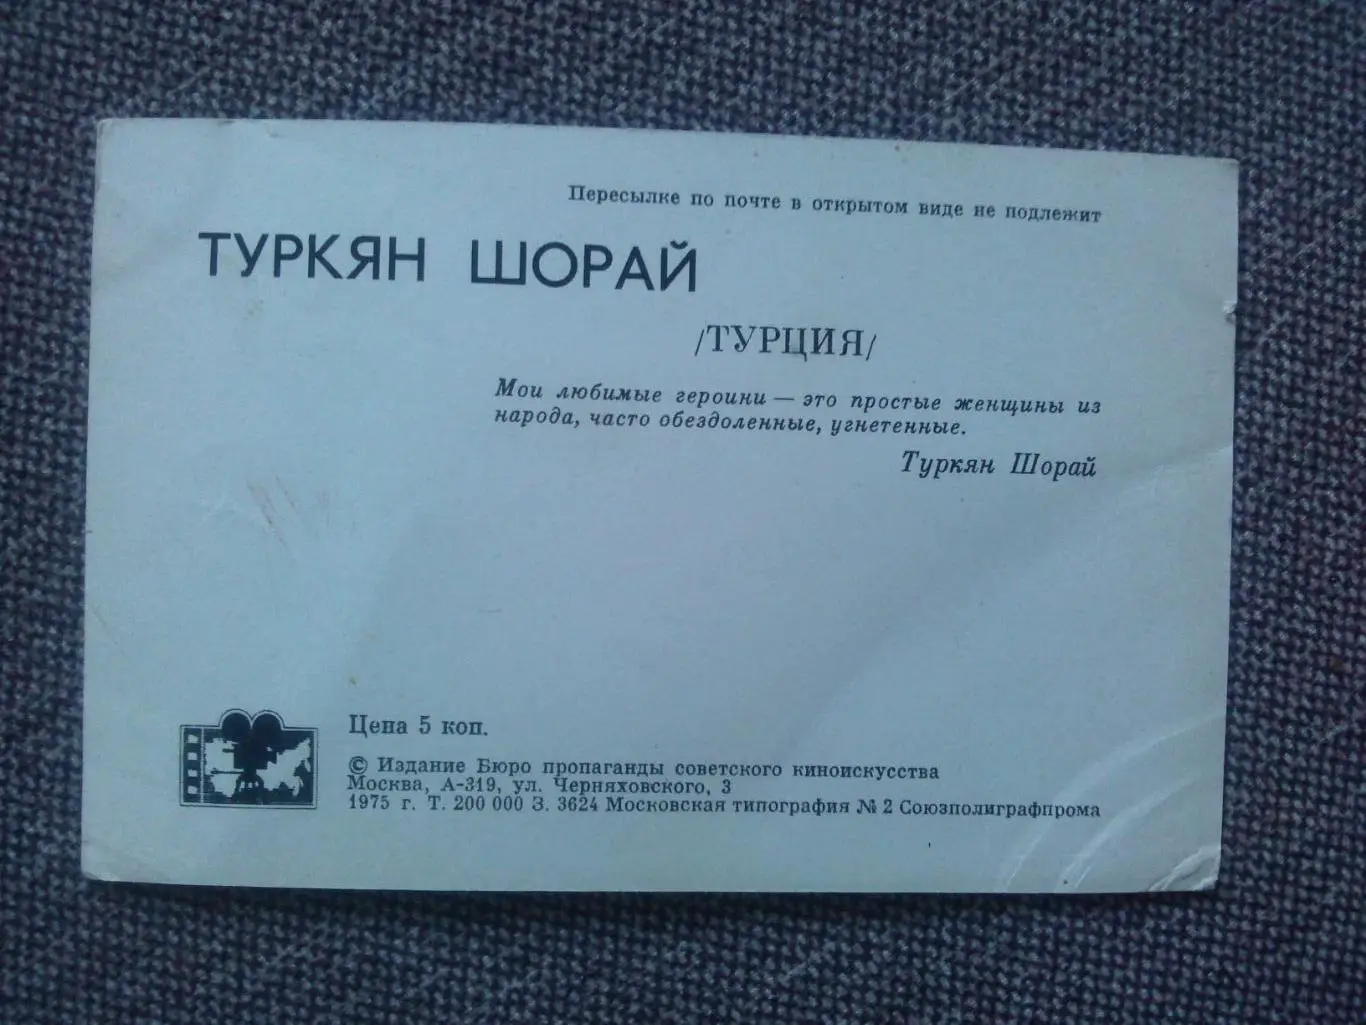 Пересылке по почте в открытом виде не подлежит
ТУРКЯН ШОРАЙ
/ТУРЦИЯ/
Мои любимые героини — это простые женщины из
народа, часто обездоленные, угнетенные.
Туркян Шорай
Цена 5 коп.
© Издание Бюро пропаганды советского киноискусства
Москва, А-319, ул. Черняховского, 3
1975 г. Т. 200 000 З. 3624 Московская типография № 2 Союзполиграфпрома